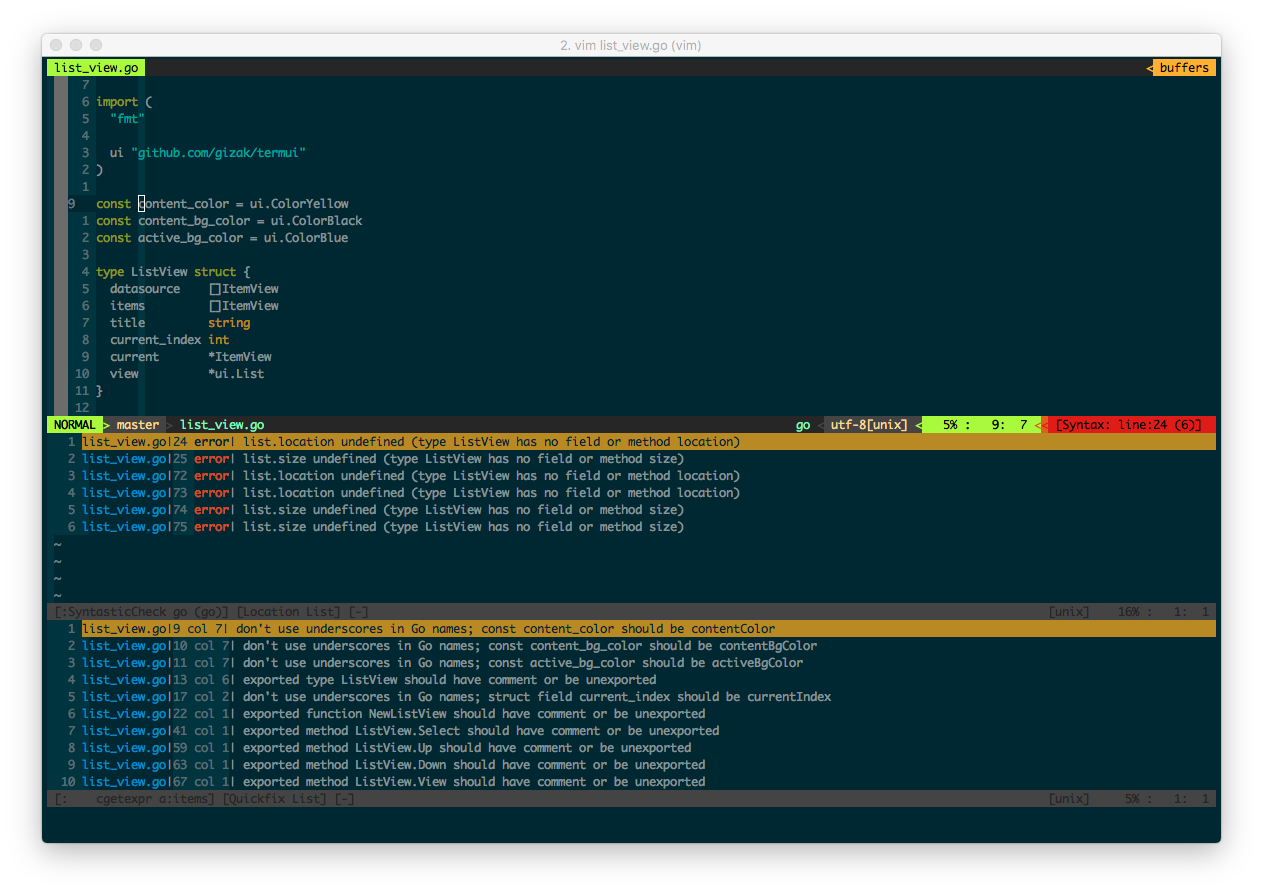 2. vim list_view.go (vim)
list_view.go < buffers
7
6 import (
5 "fmt"
4
3 ui "github.com/gizak/termui"
2 )
1
9 const content_color = ui.ColorYellow
1 const content_bg_color = ui.ColorBlack
2 const active_bg_color = ui.ColorBlue
3
4 type ListView struct {
5 datasource []ItemView
6 items []ItemView
7 title string
8 current_index int
9 current *ItemView
10 view *ui.List
11 }
12
NORMAL > master > list_view.go go < utf-8[unix] < 5% : 9: 7 << [Syntax: line:24 (6)]
1 list_view.go|24 error| list.location undefined (type ListView has no field or method location)
2 list_view.go|25 error| list.size undefined (type ListView has no field or method size)
3 list_view.go|72 error| list.location undefined (type ListView has no field or method location)
4 list_view.go|73 error| list.location undefined (type ListView has no field or method location)
5 list_view.go|74 error| list.size undefined (type ListView has no field or method size)
6 list_view.go|75 error| list.size undefined (type ListView has no field or method size)
~
~
~
~
[:SyntasticCheck go (go)] [Location List] [-] [unix] 16% : 1: 1
1 list_view.go|9 col 7| don't use underscores in Go names; const content_color should be contentColor
2 list_view.go|10 col 7| don't use underscores in Go names; const content_bg_color should be contentBgColor
3 list_view.go|11 col 7| don't use underscores in Go names; const active_bg_color should be activeBgColor
4 list_view.go|13 col 6| exported type ListView should have comment or be unexported
5 list_view.go|17 col 2| don't use underscores in Go names; struct field current_index should be currentIndex
6 list_view.go|22 col 1| exported function NewListView should have comment or be unexported
7 list_view.go|41 col 1| exported method ListView.Select should have comment or be unexported
8 list_view.go|59 col 1| exported method ListView.Up should have comment or be unexported
9 list_view.go|63 col 1| exported method ListView.Down should have comment or be unexported
10 list_view.go|67 col 1| exported method ListView.View should have comment or be unexported
[: cgetexpr a:items] [Quickfix List] [-] [unix] 5% : 1: 1